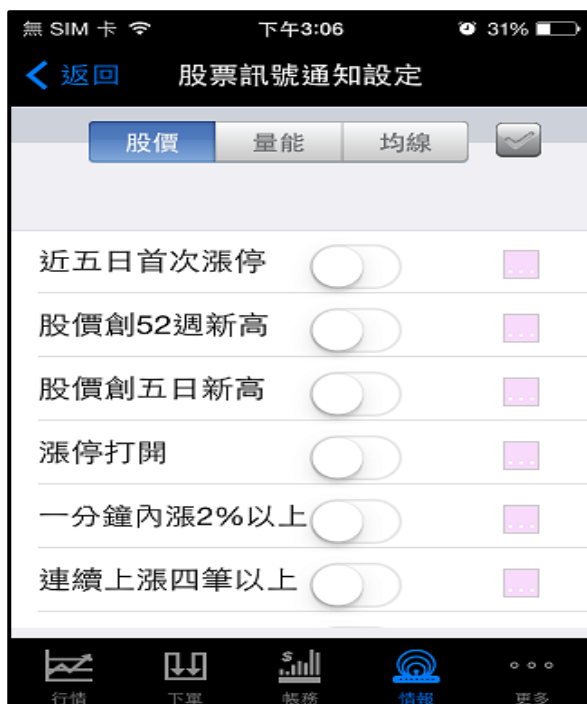 無 SIM 卡 下午3:06 31%
返回 股票訊號通知設定
股價 量能 均線
近五日首次漲停
股價創52週新高
股價創五日新高
漲停打開
一分鐘內漲2%以上
連續上漲四筆以上
行情 下單 帳務 情報 更多